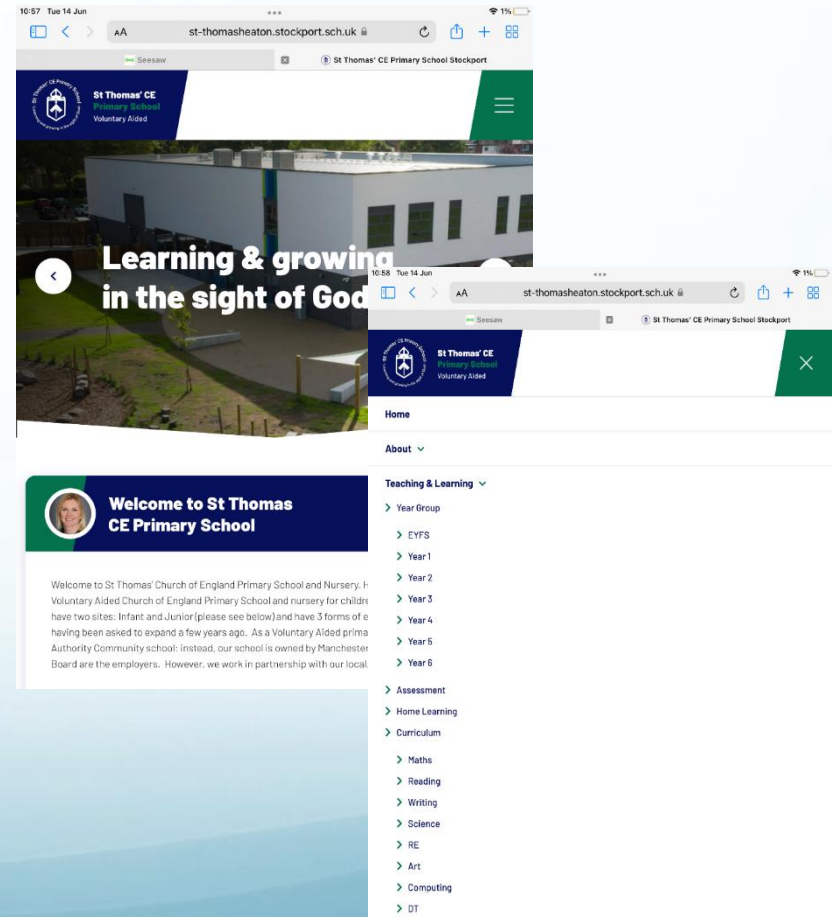 10:57 Tue 14 Jun
1%
AA
st-thomasheaton.stockport.sch.uk
Seesaw
St Thomas' CE Primary School Stockport
St Thomas' CE
Primary School
Voluntary Aided
Learning & growing
in the sight of God
Welcome to St Thomas
CE Primary School
Welcome to St Thomas' Church of England Primary School and Nursery. H
Voluntary Aided Church of England Primary School and nursery for childre
have two sites: Infant and Junior (please see below) and have 3 forms of e
having been asked to expand a few years ago. As a Voluntary Aided prima
Authority Community school: instead, our school is owned by Manchester
Board are the employers. However, we work in partnership with our local
10:58 Tue 14 Jun
1%
AA
st-thomasheaton.stockport.sch.uk
Seesaw
St Thomas' CE Primary School Stockport
St Thomas' CE
Primary School
Voluntary Aided
Home
About
Teaching & Learning
Year Group
EYFS
Year 1
Year 2
Year 3
Year 4
Year 5
Year 6
Assessment
Home Learning
Curriculum
Maths
Reading
Writing
Science
RE
Art
Computing
DT